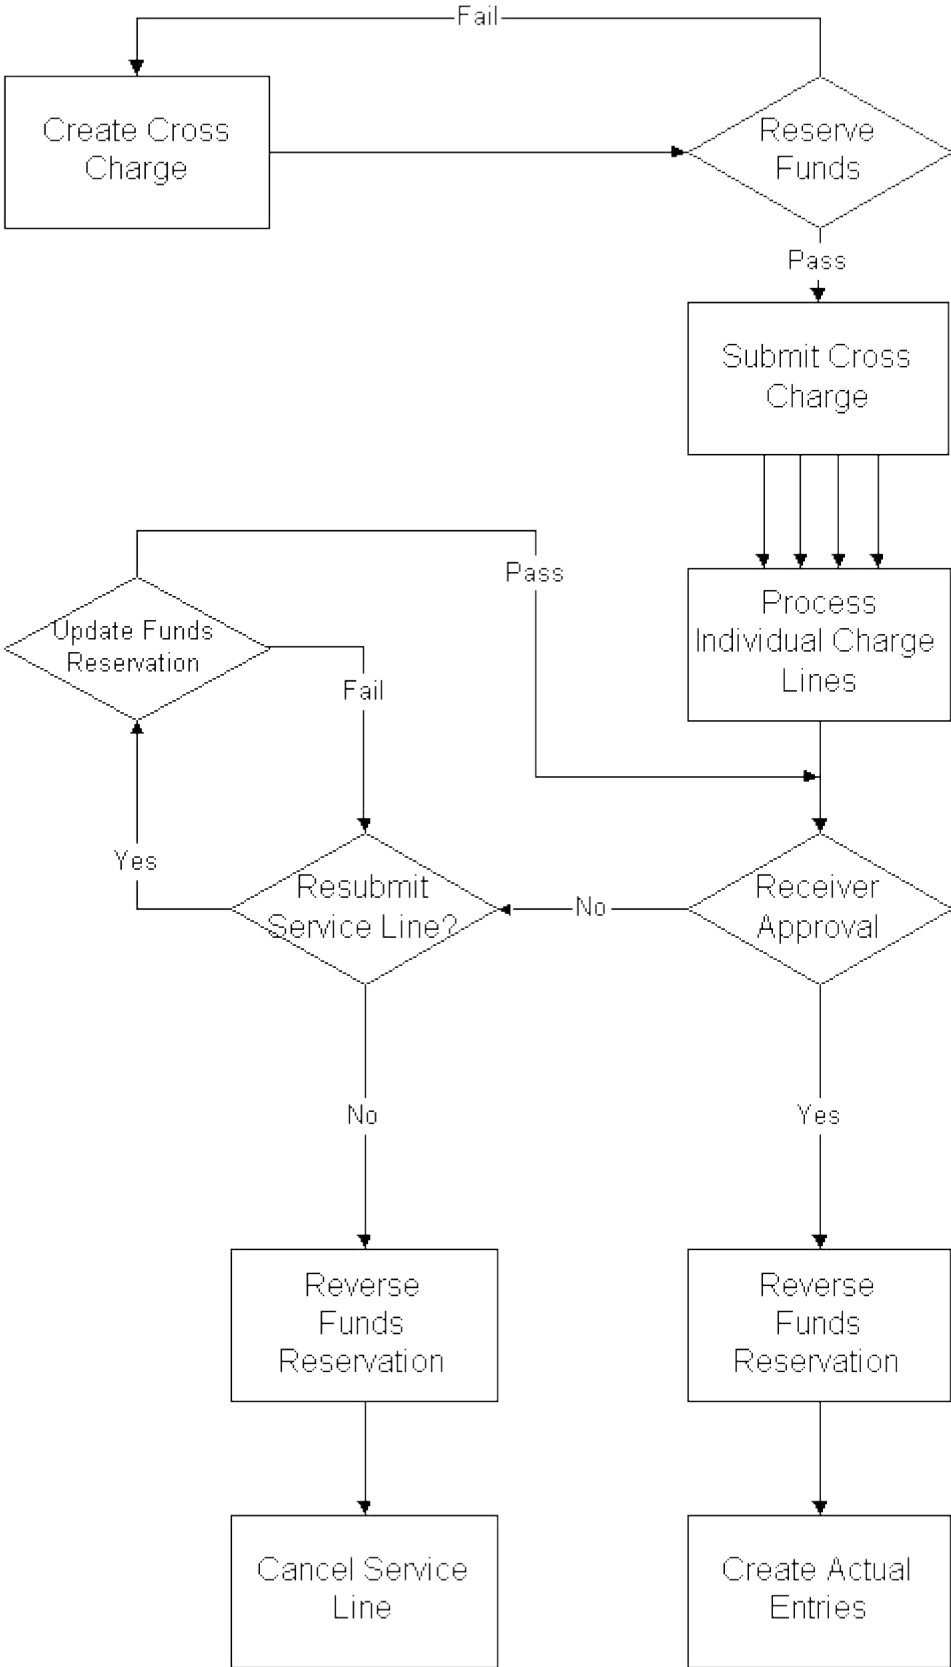 Fail
Create Cross
Charge
Reserve
Funds
Pass
Submit Cross
Charge
Pass
Process
Individual Charge
Lines
Update Funds
Reservation
Fail
Yes
Resubmit
Service Line?
No
Receiver
Approval
No
Yes
Reverse
Funds
Reservation
Reverse
Funds
Reservation
Cancel Service
Line
Create Actual
Entries